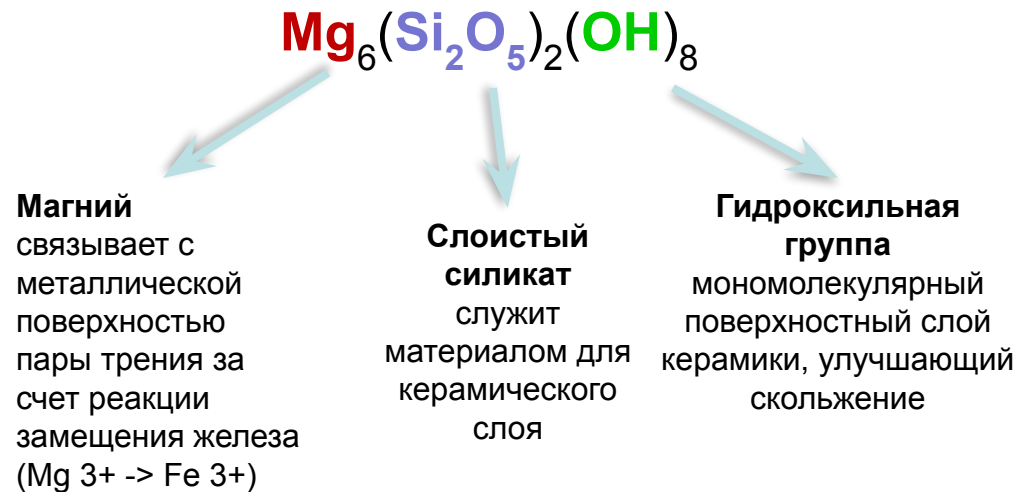 Mg6(Si2O5)2(OH)8
Магний
связывает с
металлической
поверхностью
пары трения за
счет реакции
замещения железа
(Mg 3+ -> Fe 3+)
Слоистый
силикат
служит
материалом для
керамического
слоя
Гидроксильная
группа
мономолекулярный
поверхностный слой
керамики, улучшающий
скольжение